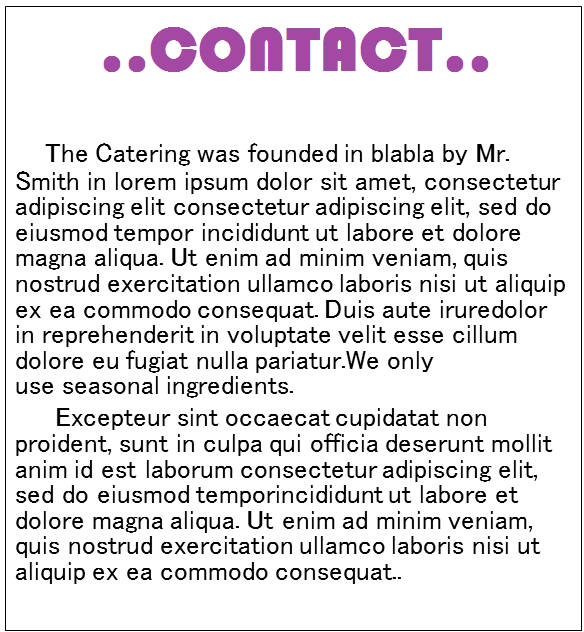 ..CONTACT..
The Catering was founded in blabla by Mr.
Smith in lorem ipsum dolor sit amet, consectetur
adipiscing elit consectetur adipiscing elit, sed do
eiusmod tempor incididunt ut labore et dolore
magna aliqua. Ut enim ad minim veniam, quis
nostrud exercitation ullamco laboris nisi ut aliquip
ex ea commodo consequat. Duis aute iruredolor
in reprehenderit in voluptate velit esse cillum
dolore eu fugiat nulla pariatur.We only
use seasonal ingredients.
Excepteur sint occaecat cupidatat non
proident, sunt in culpa qui officia deserunt mollit
anim id est laborum consectetur adipiscing elit,
sed do eiusmod temporincididunt ut labore et
dolore magna aliqua. Ut enim ad minim veniam,
quis nostrud exercitation ullamco laboris nisi ut
aliquip ex ea commodo consequat..